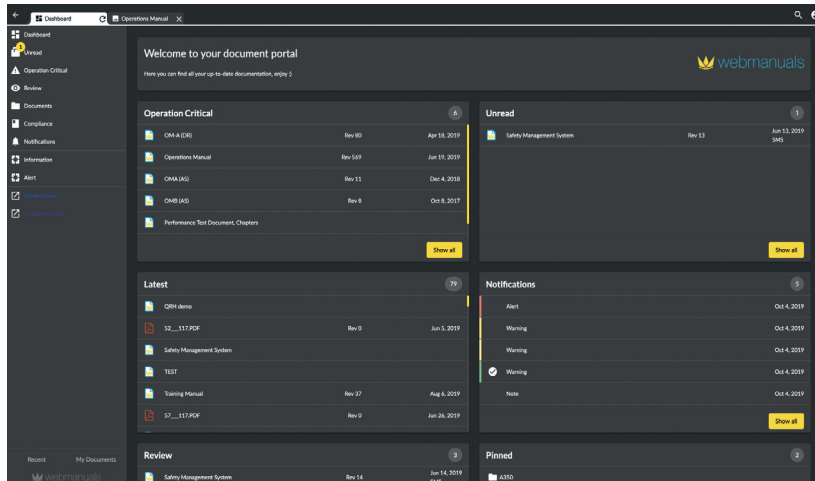 Dashboard
Operations Manual
Dashboard
1
Unread
Operation Critical
Review
Documents
Compliance
Notifications
Information
Alert
Recent My Documents
webmanuals
Welcome to your document portal
Here you can find all your up-to-date documentation, enjoy :)
webmanuals
Operation Critical 6
OM-A (DR) Rev 80 Apr 18, 2019
Operations Manual Rev 569 Jun 19, 2019
OMA (AS) Rev 11 Dec 4, 2018
OMB (AS) Rev 8 Oct 8, 2017
Performance Test Document, Chapters
Show all
Unread 1
Safety Management System Rev 13 Jun 13, 2019
SMS
Show all
Latest 79
QRH demo
S2__117.PDF Rev 0 Jun 5, 2019
Safety Management System
TEST
Training Manual Rev 37 Aug 6, 2019
S7__117.PDF Rev 0 Jun 26, 2019
Notifications 5
Alert Oct 4, 2019
Warning Oct 4, 2019
Warning Oct 4, 2019
Warning Oct 4, 2019
Note Oct 4, 2019
Show all
Review 3
Safety Management System Rev 14 Jun 14, 2019
Pinned 2
A350